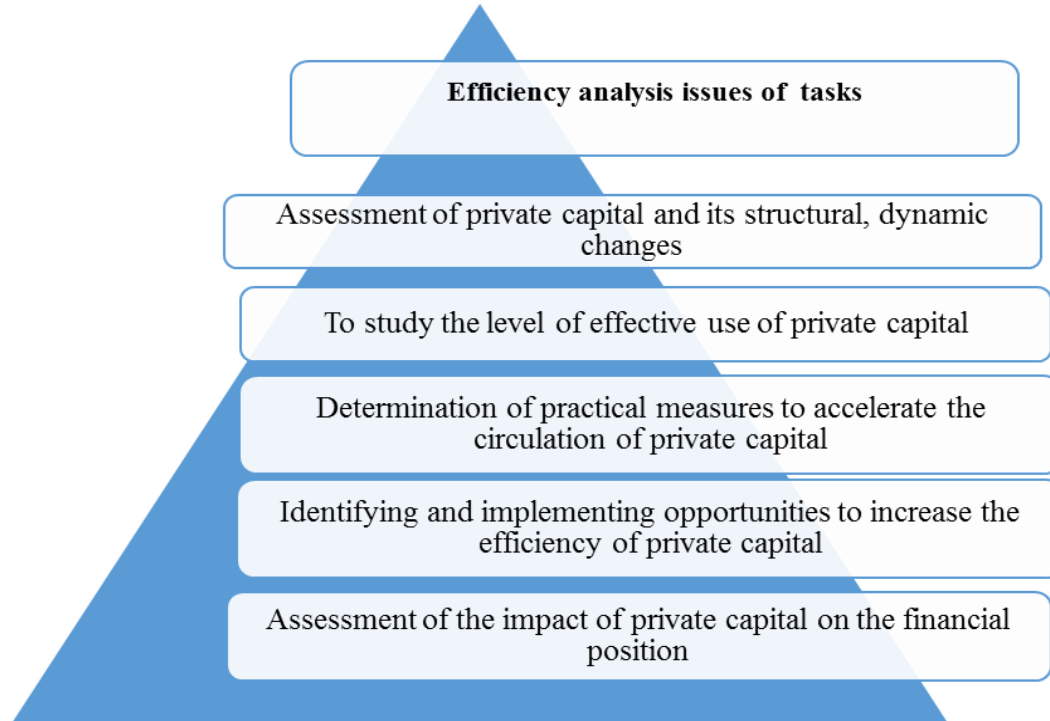 Efficiency analysis issues of tasks
Assessment of private capital and its structural, dynamic
changes
To study the level of effective use of private capital
Determination of practical measures to accelerate the
circulation of private capital
Identifying and implementing opportunities to increase the
efficiency of private capital
Assessment of the impact of private capital on the financial
position